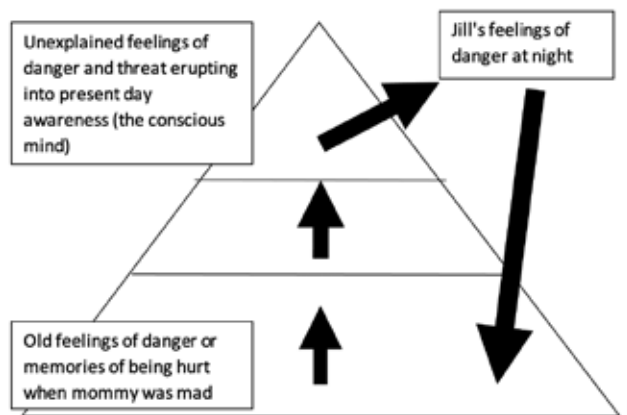 Unexplained feelings of
danger and threat erupting
into present day
awareness (the conscious
mind)
Jill's feelings of
danger at night
Old feelings of danger or
memories of being hurt
when mommy was mad